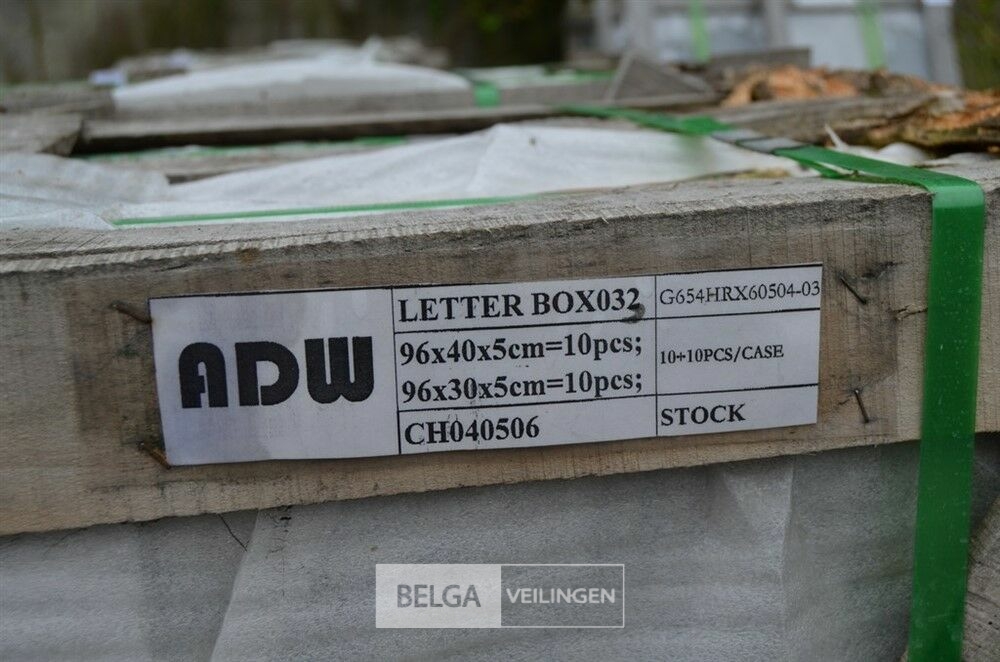 ADW
LETTER BOX032
G654HRX60504-03
96x40x5cm=10pcs;
96x30x5cm=10pcs;
10+10PCS/CASE
CH040506
STOCK
BELGA VEILINGEN